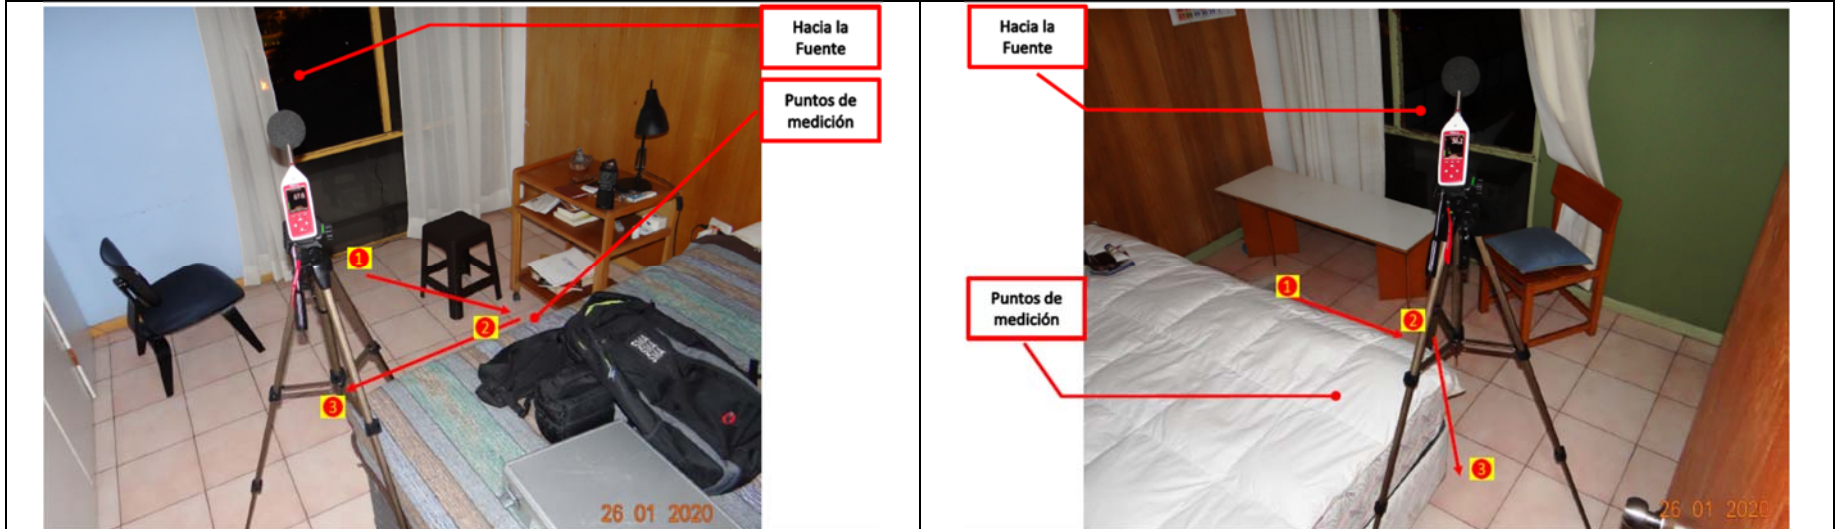 Hacia la
Fuente
Puntos de
medición
1
2
3
26 01 2020
Hacia la
Fuente
Puntos de
medición
1
2
3
26 01 2020